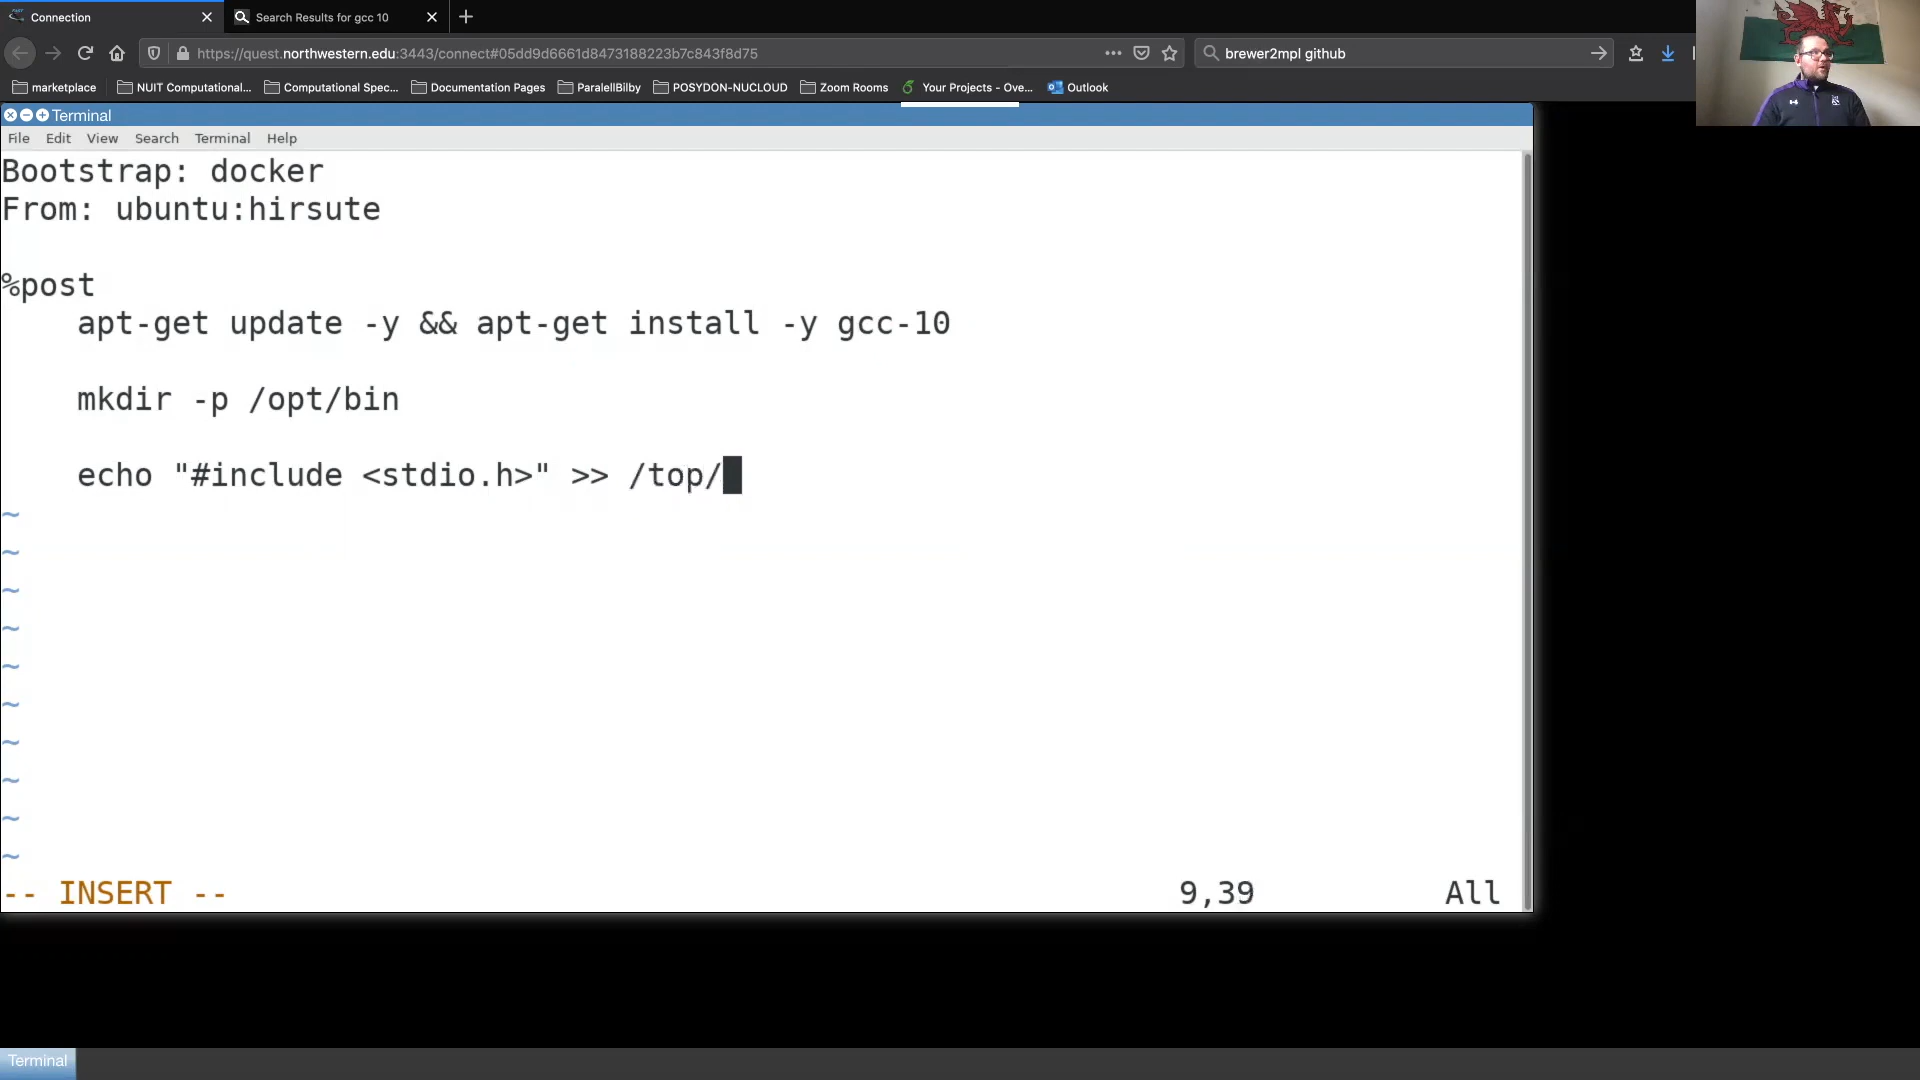 Connection
Search Results for gcc 10
https://quest.northwestern.edu:3443/connect#05dd9d6661d8473188223b7c843f8d75
brewer2mpl github
marketplace
NUIT Computational...
Computational Spec...
Documentation Pages
ParalellBilby
POSYDON-NUCLOUD
Zoom Rooms
Your Projects - Ove...
Outlook
Terminal
File Edit View Search Terminal Help
Bootstrap: docker
From: ubuntu:hirsute
%post
apt-get update -y && apt-get install -y gcc-10
mkdir -p /opt/bin
echo "#include <stdio.h>" >> /top/
~
~
~
~
~
~
~
~
~
~
-- INSERT -- 9,39 All
Terminal